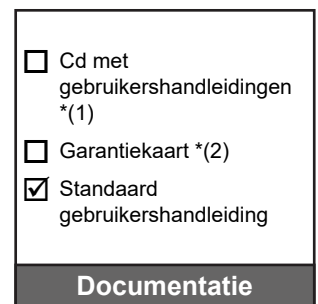 Cd met
gebruikershandleidingen
*(1)
Garantiekaart *(2)
Standaard
gebruikershandleiding
Documentatie